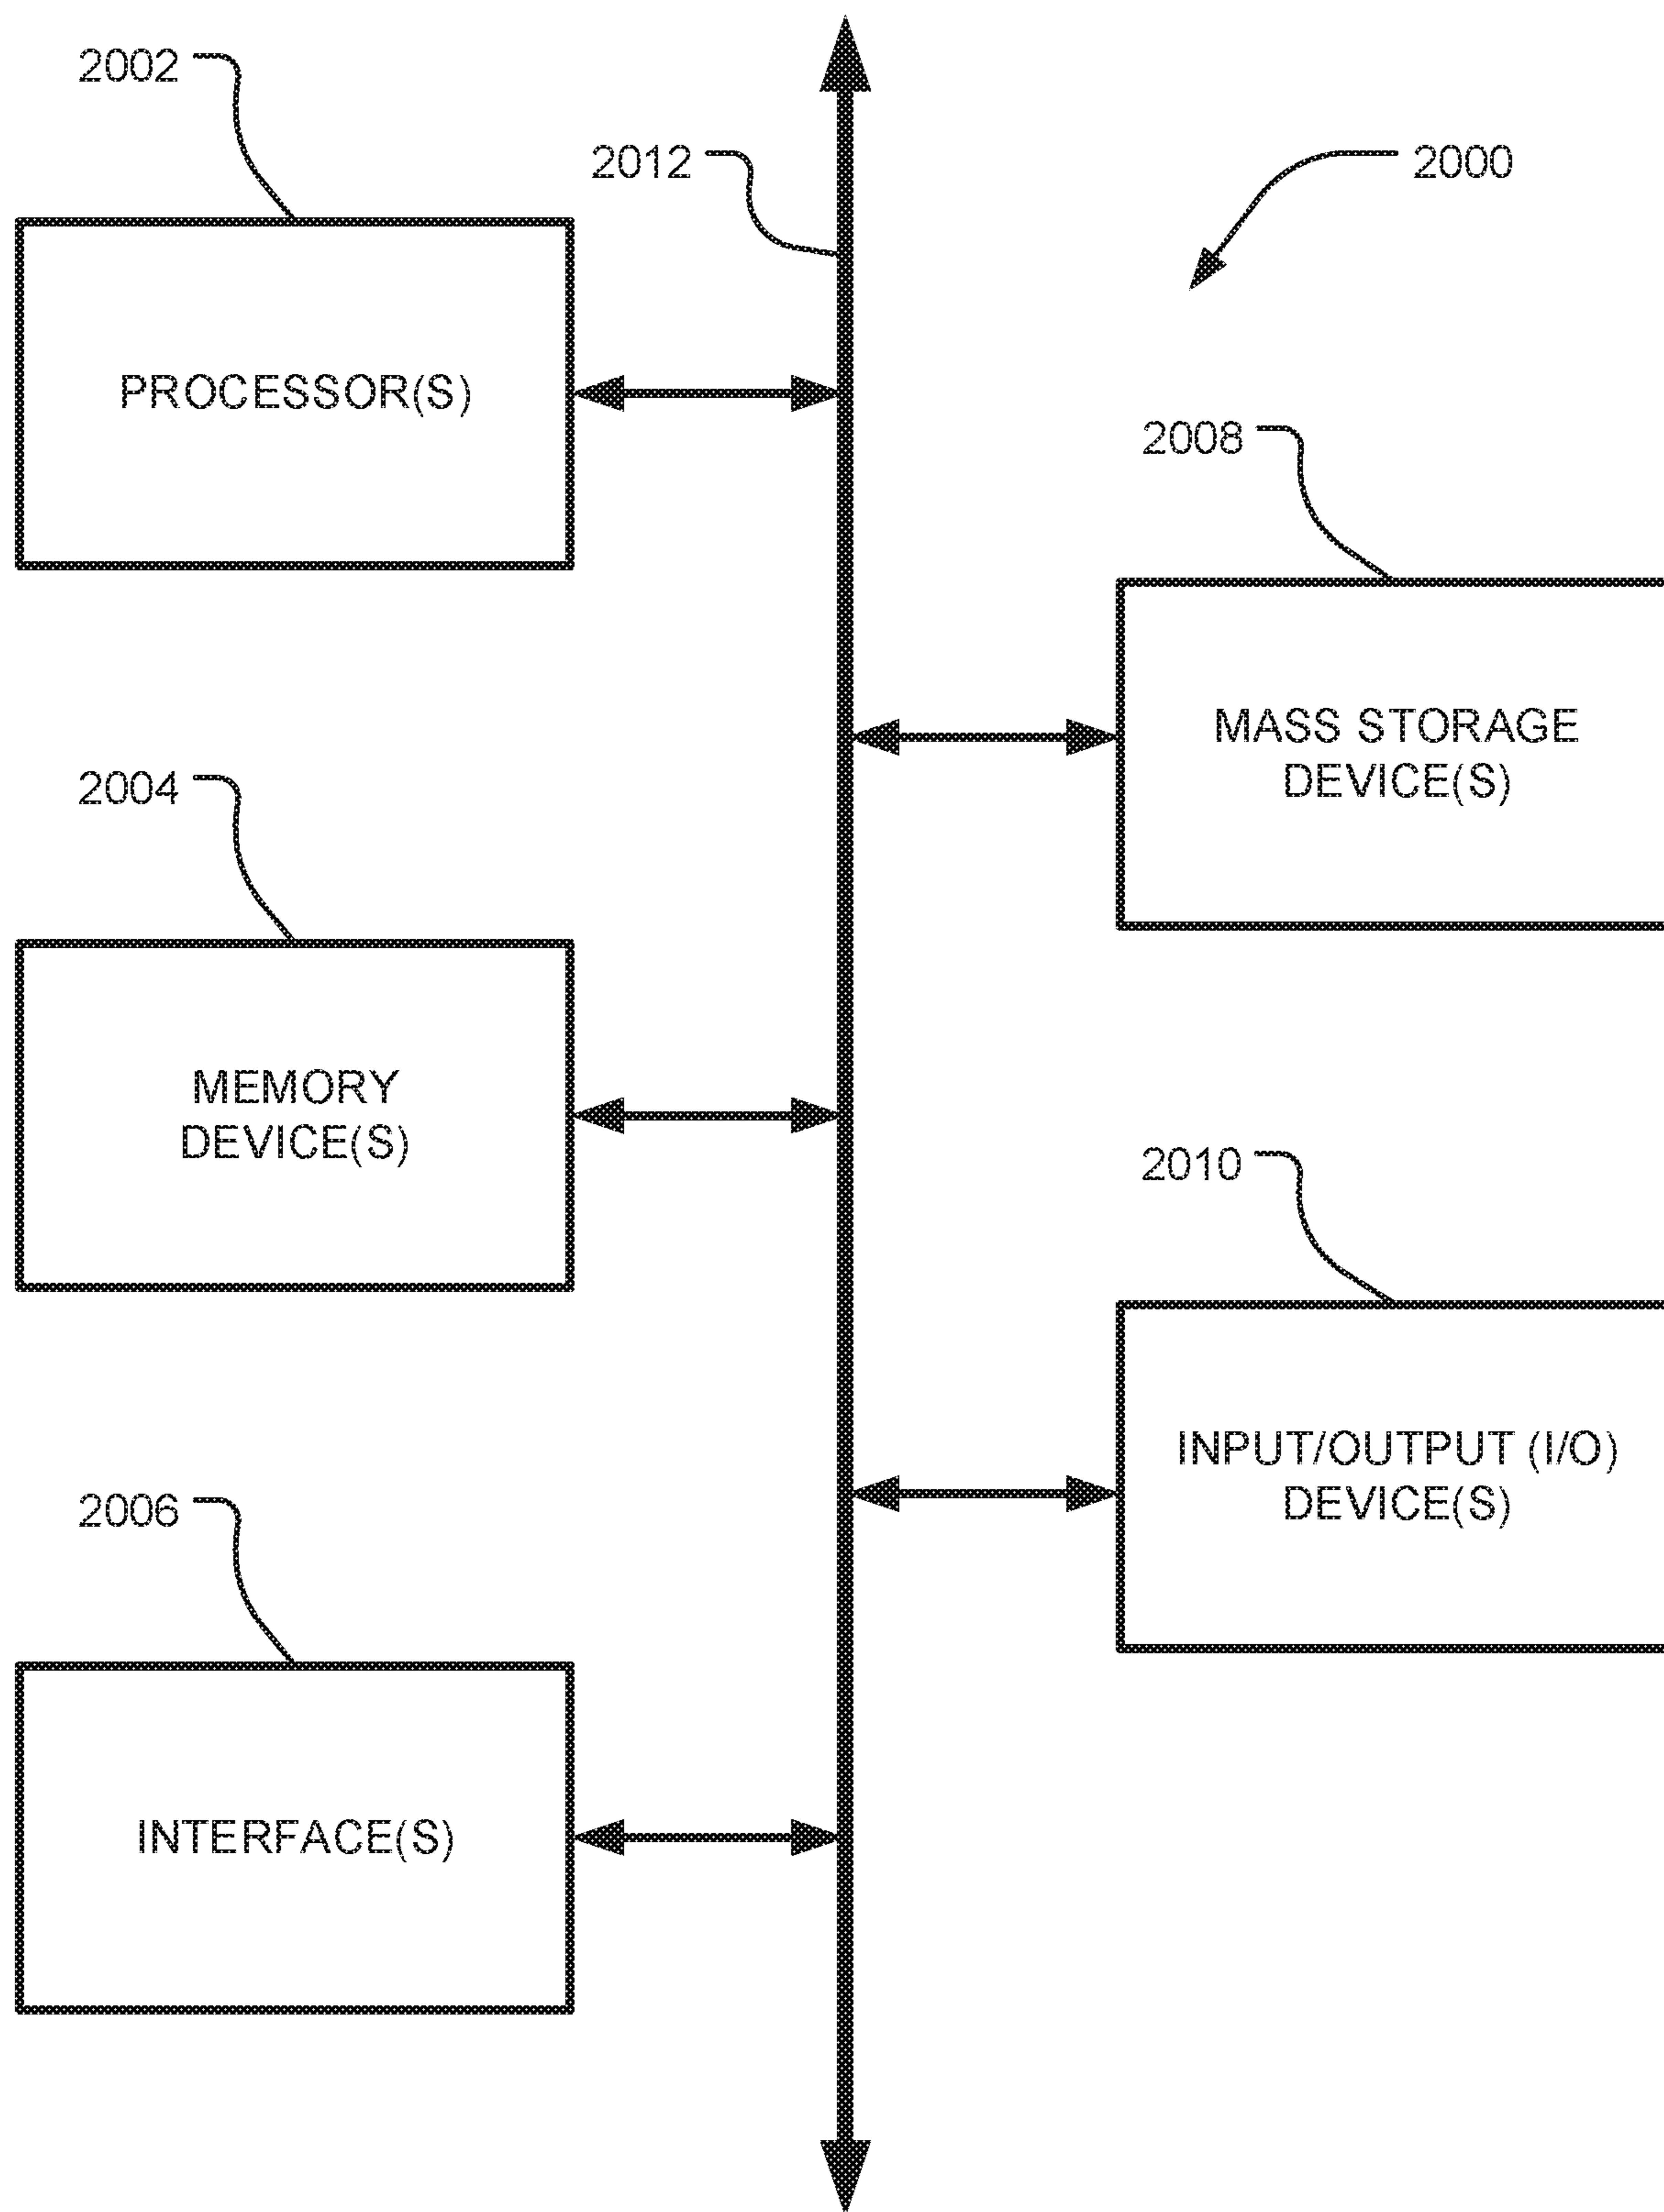 2002
2012
2000
PROCESSOR(S)
2008
MASS STORAGE
DEVICE(S)
2004
MEMORY
DEVICE(S)
2010
INPUT/OUTPUT (I/O)
DEVICE(S)
2006
INTERFACE(S)